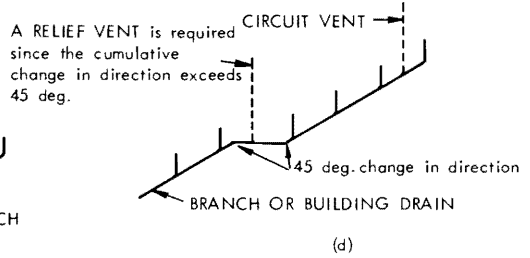 A RELIEF VENT is required
since the cumulative
change in direction exceeds
45 deg.
CIRCUIT VENT
45 deg. change in direction
BRANCH OR BUILDING DRAIN
CH
(d)